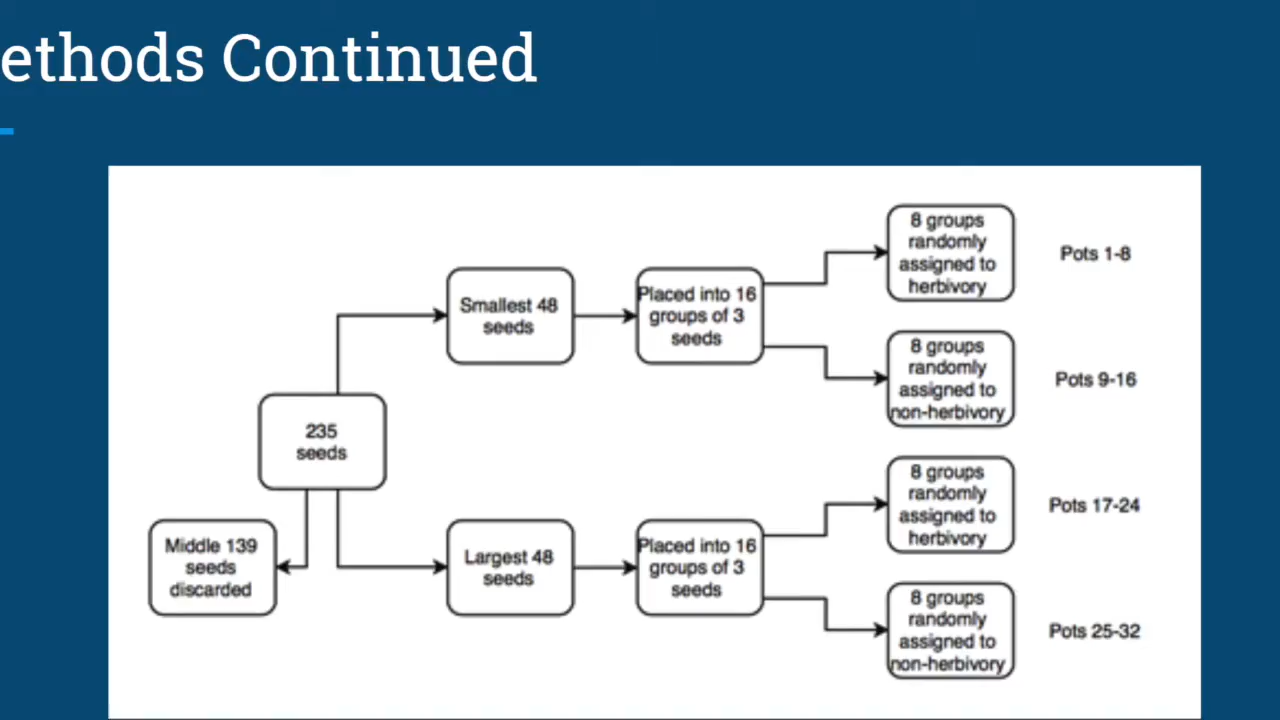 ethods Continued
8 groups
randomly
assigned to
herbivory
Pots 1-8
Smallest 48
seeds
Placed into 16
groups of 3
seeds
8 groups
randomly
assigned to
non-herbivory
Pots 9-16
235
seeds
Middle 139
seeds
discarded
Largest 48
seeds
Placed into 16
groups of 3
seeds
8 groups
randomly
assigned to
herbivory
Pots 17-24
8 groups
randomly
assigned to
non-herbivory
Pots 25-32